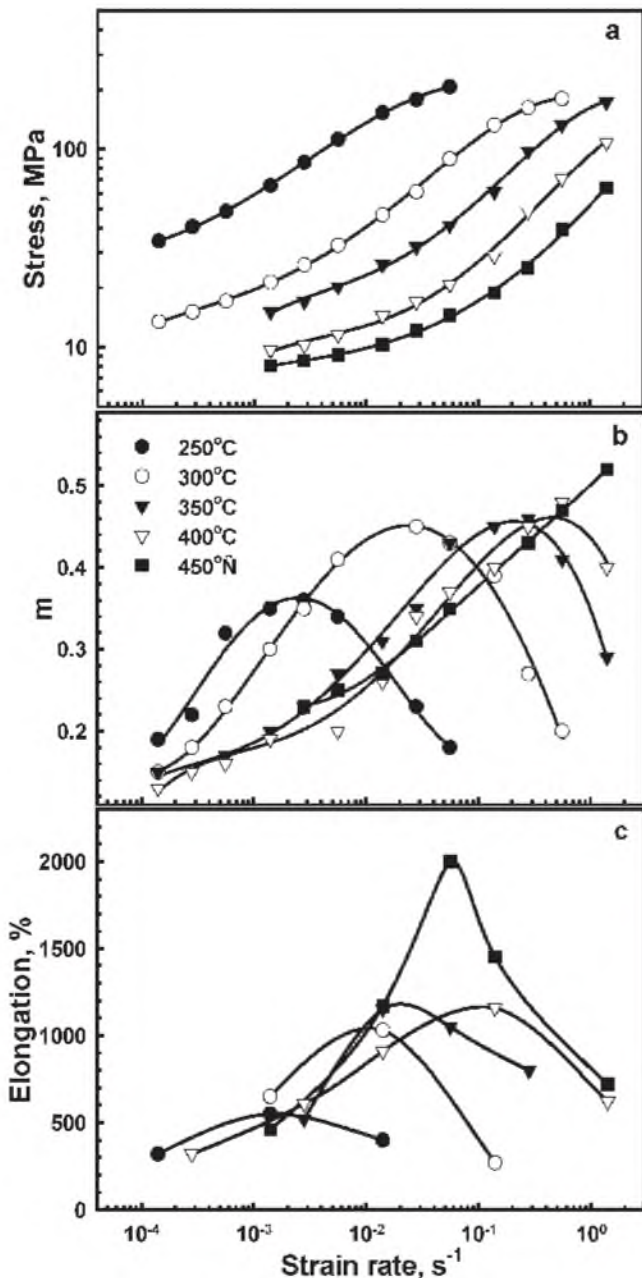 a
100
10
Stress, MPa
b
250°C
300°C
350°C
400°C
450°Ñ
0.5
0.4
0.3
0.2
m
c
2000
1500
1000
500
0
Elongation, %
10⁻⁴ 10⁻³ 10⁻² 10⁻¹ 10⁰
Strain rate, s⁻¹